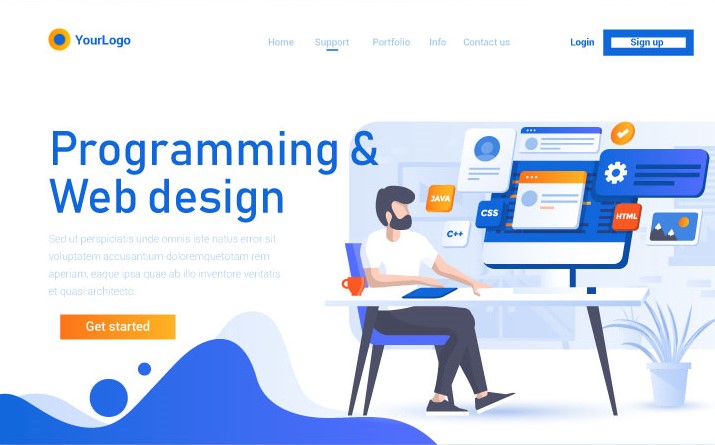 YourLogo
Home Support Portfolio Info Contact us Login Sign up
Programming &
Web design
Sed ut perspiciatis unde omnis iste natus error sit
voluptatem accusantium doloremquetotam rem
aperiam, eaque ipsa quae ab illo inventore veritatis
et quasi architecto.
Get started
JAVA
CSS
C++
HTML